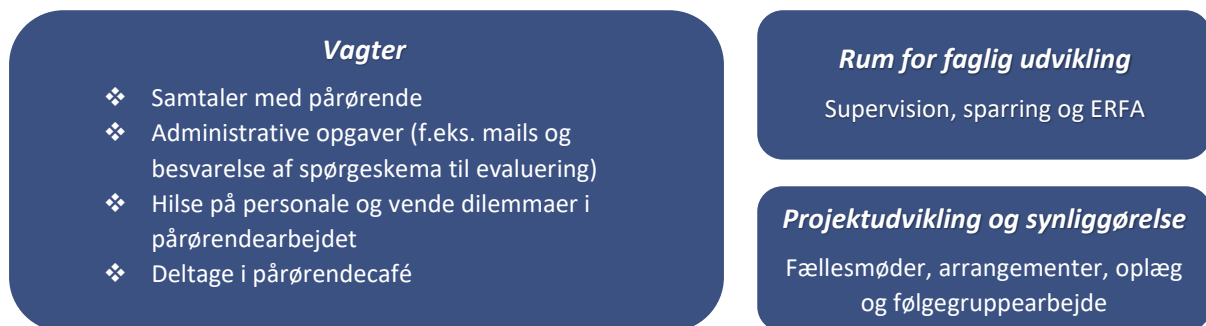 Vagter
❖ Samtaler med pårørende
❖ Administrative opgaver (f.eks. mails og
besvarelse af spørgeskema til evaluering)
❖ Hilse på personale og vende dilemmaer i
pårørendearbejdet
❖ Deltage i pårørendecafé
Rum for faglig udvikling
Supervision, sparring og ERFA
Projektudvikling og synliggørelse
Fællesmøder, arrangementer, oplæg
og følgegruppearbejde